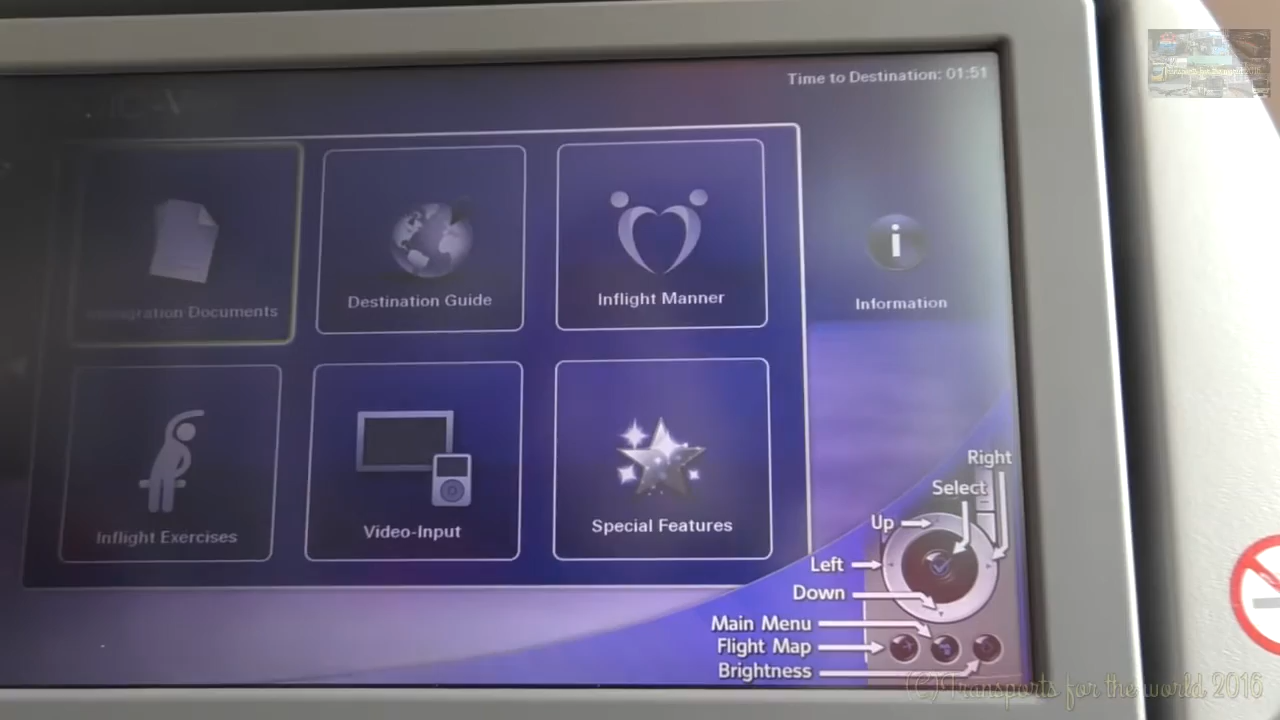 Time to Destination: 01:51
Immigration Documents
Destination Guide
Inflight Manner
i
Information
Inflight Exercises
Video-Input
Special Features
Right
Select
Up
Left
Down
Main Menu
Flight Map
Brightness
(C)Transports for the world 2016